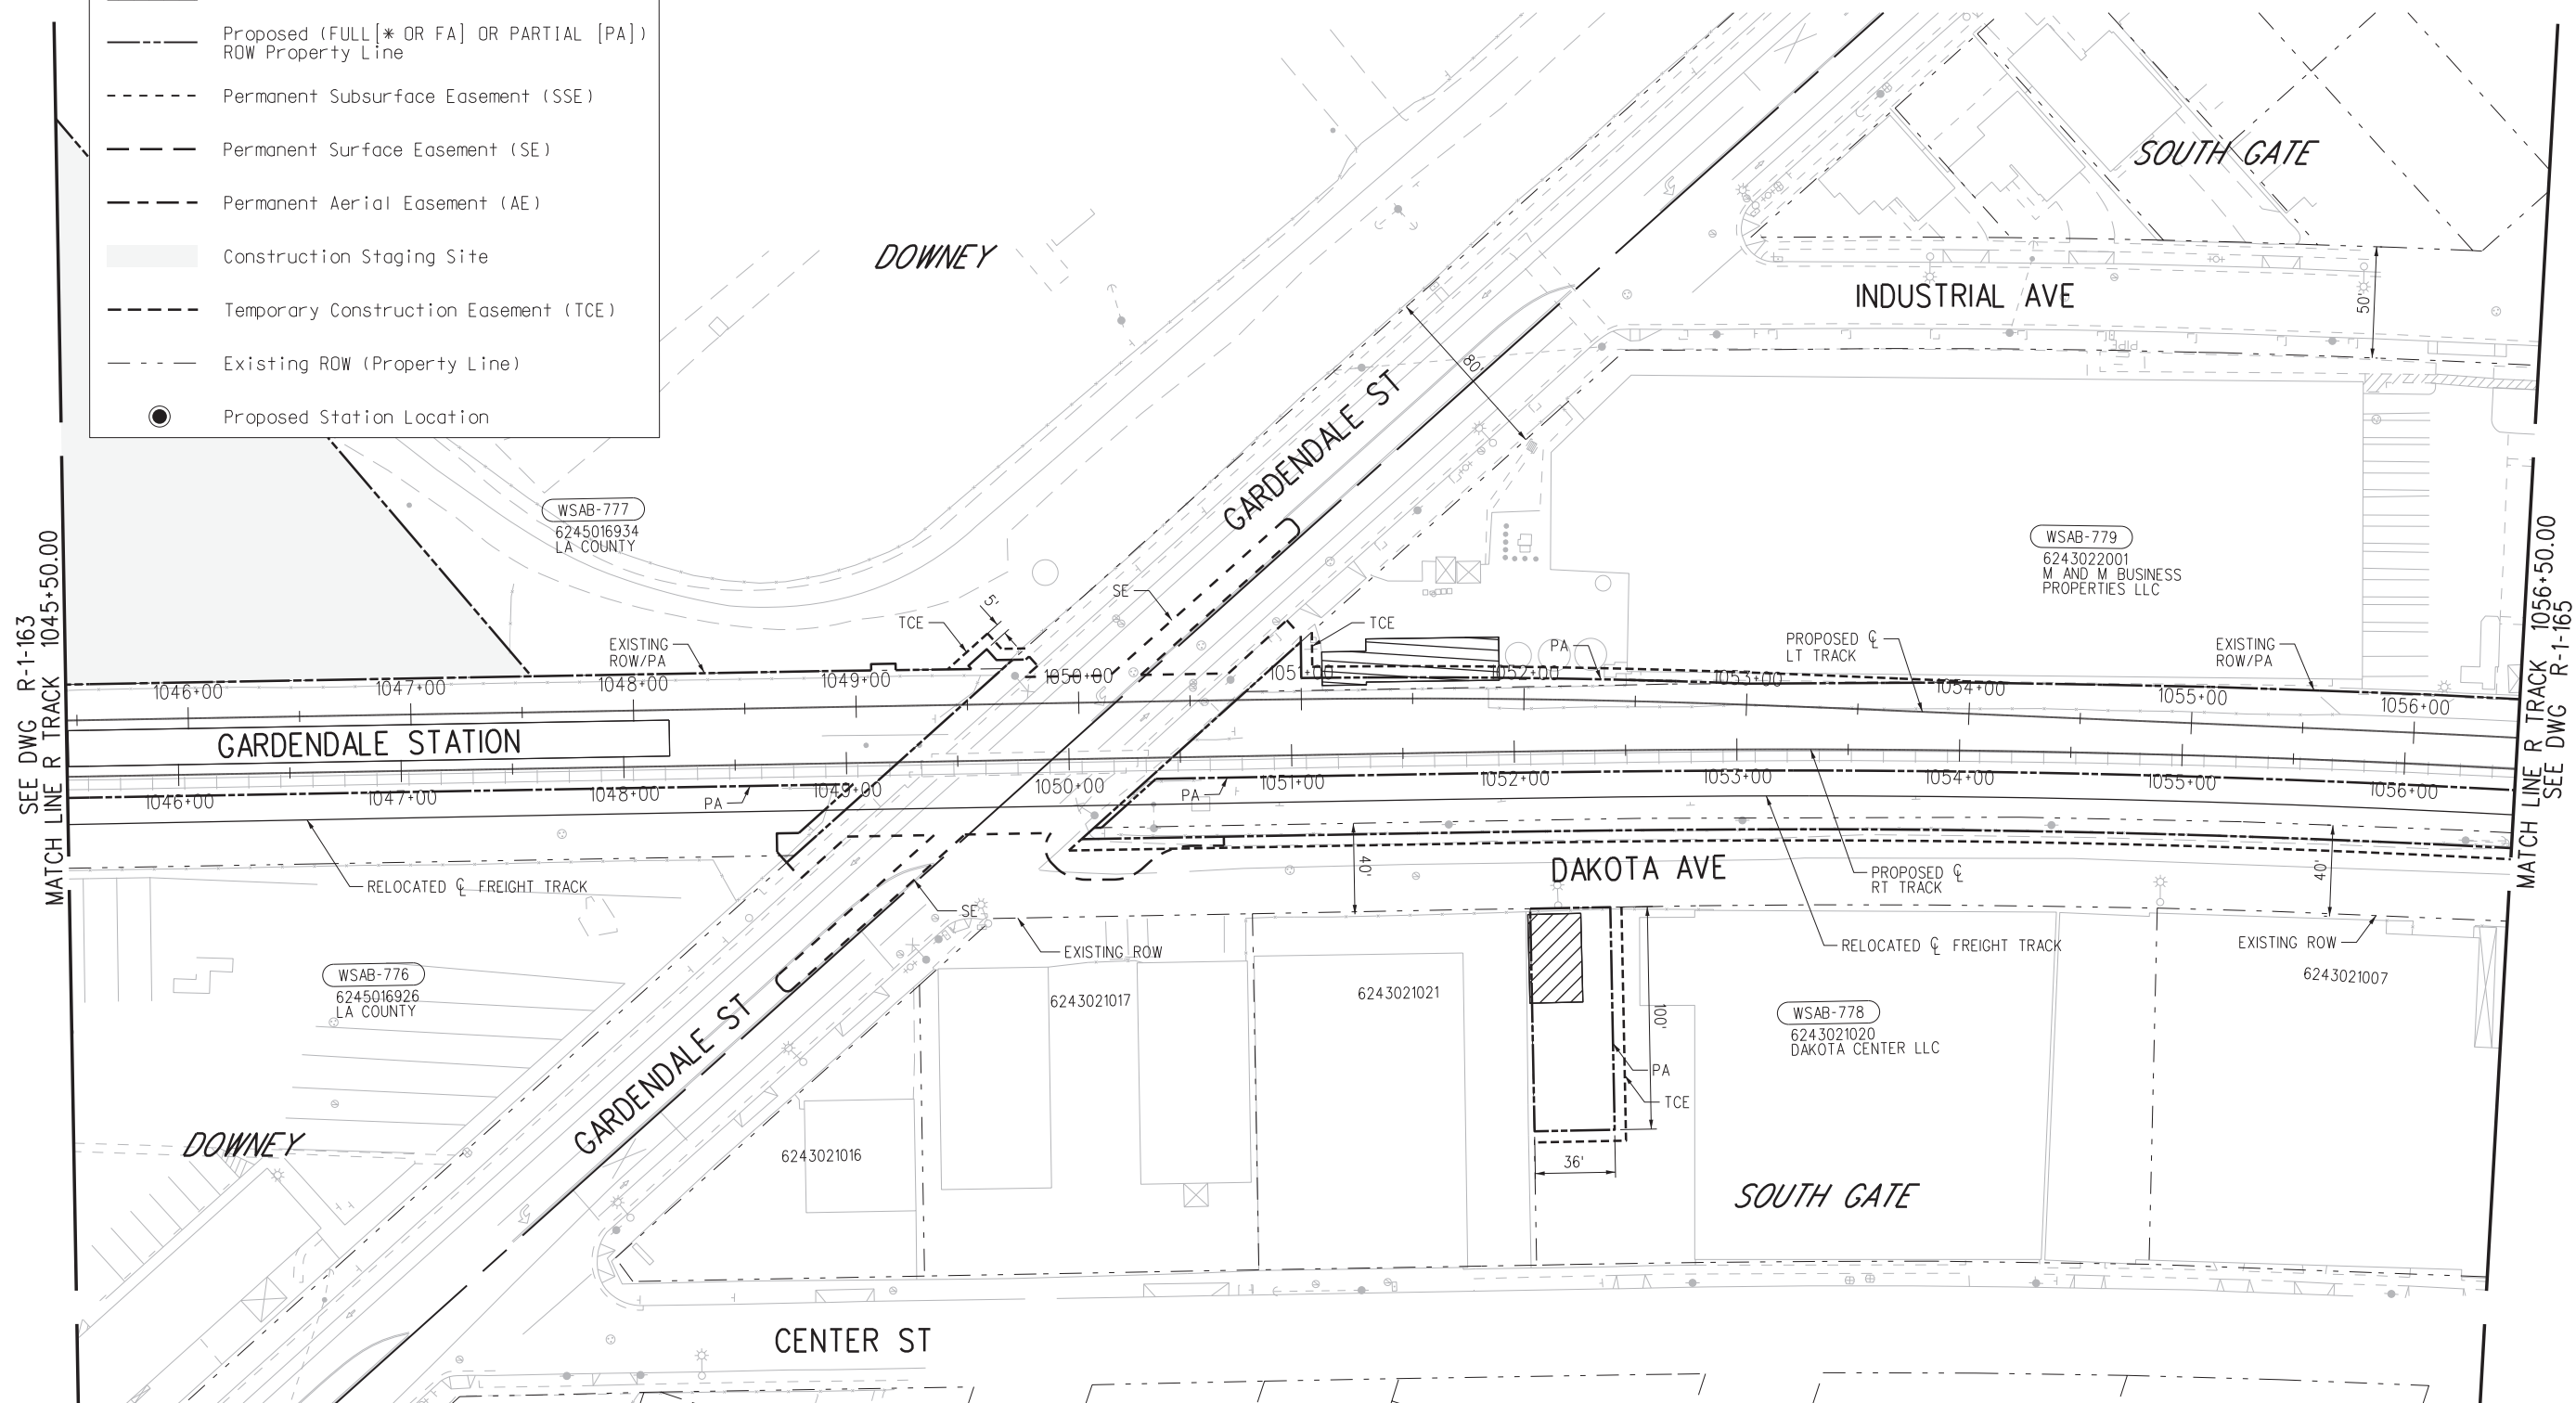 Proposed (FULL[* OR FA] OR PARTIAL [PA])
ROW Property Line
Permanent Subsurface Easement (SSE)
Permanent Surface Easement (SE)
Permanent Aerial Easement (AE)
Construction Staging Site
Temporary Construction Easement (TCE)
Existing ROW (Property Line)
Proposed Station Location
DOWNEY
SOUTH GATE
INDUSTRIAL AVE
50'
80'
GARDENDALE ST
WSAB-777
6245016934
LA COUNTY
WSAB-779
6243022001
M AND M BUSINESS
PROPERTIES LLC
PIPE
SEE DWG R-1-163
MATCH LINE R TRACK 1045+50.00
MATCH LINE R TRACK 1056+50.00
SEE DWG R-1-165
SE
5'
TCE
TCE
EXISTING
ROW/PA
PA
PROPOSED ℄
LT TRACK
EXISTING
ROW/PA
1046+00
1047+00
1048+00
1049+00
1050+00
1051+00
1052+00
1053+00
1054+00
1055+00
1056+00
GARDENDALE STATION
1046+00
1047+00
1048+00
1049+00
1050+00
1051+00
1052+00
1053+00
1054+00
1055+00
1056+00
PA
PA
RELOCATED ℄ FREIGHT TRACK
40'
DAKOTA AVE
PROPOSED ℄
RT TRACK
40'
SE
EXISTING ROW
RELOCATED ℄ FREIGHT TRACK
EXISTING ROW
WSAB-776
6245016926
LA COUNTY
6243021017
6243021021
6243021007
WSAB-778
6243021020
DAKOTA CENTER LLC
100'
PA
TCE
GARDENDALE ST
DOWNEY
6243021016
36'
SOUTH GATE
CENTER ST